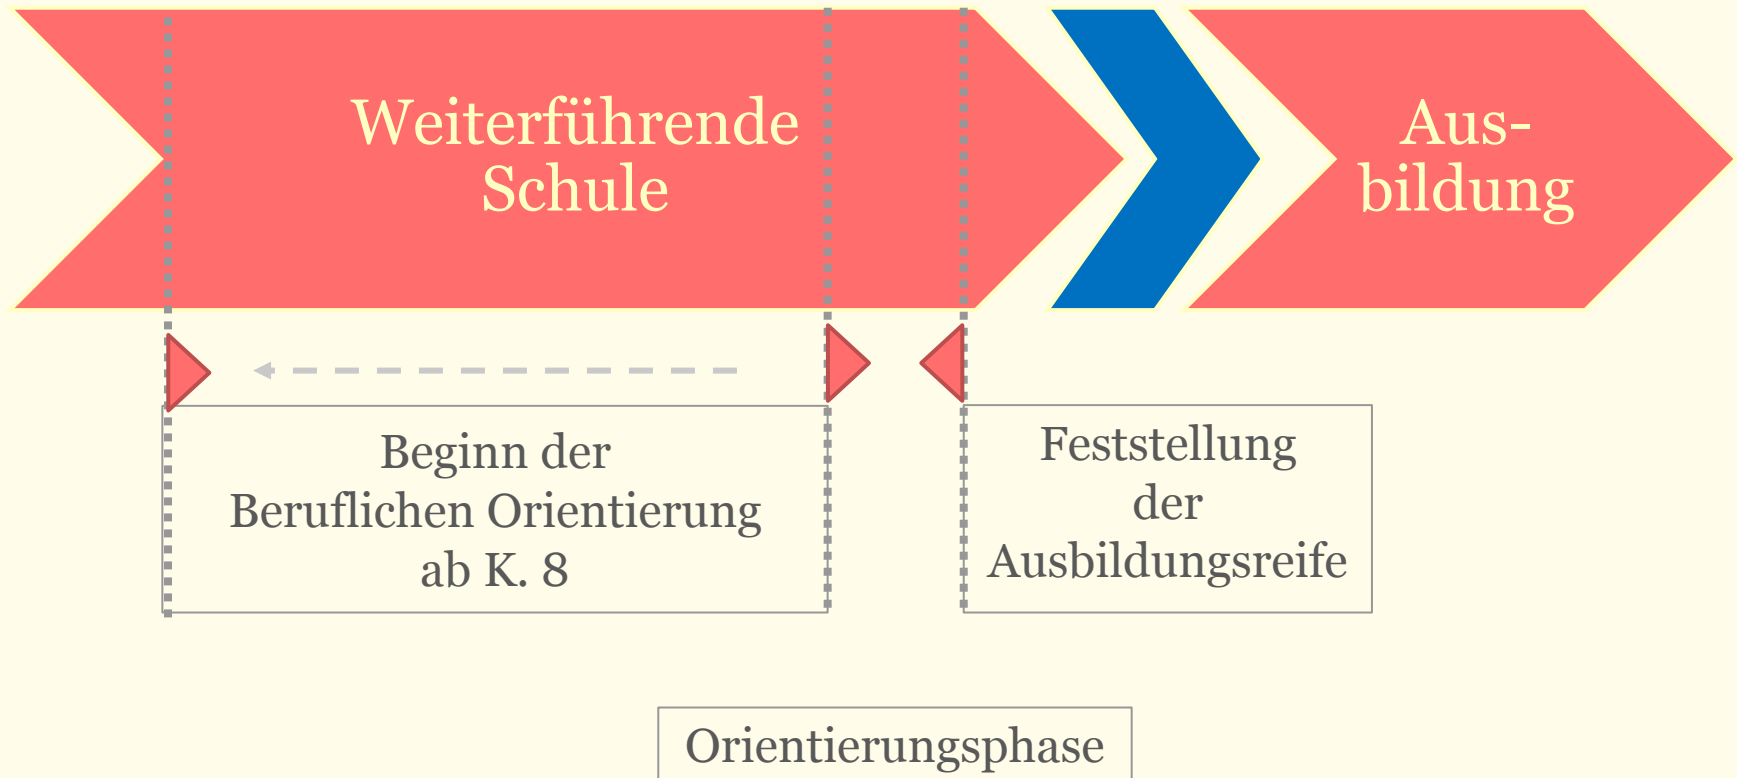 Weiterführende
Schule
Aus-
bildung
Beginn der
Beruflichen Orientierung
ab K. 8
Feststellung
der
Ausbildungsreife
Orientierungsphase